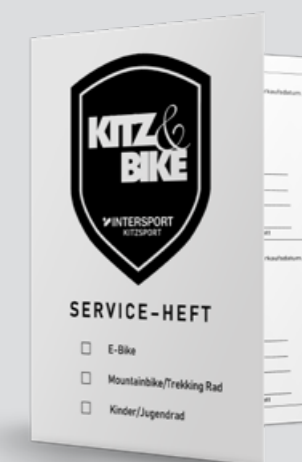 KITZ&
BIKE
INTERSPORT
KITZSPORT
SERVICE-HEFT
E-Bike
Mountainbike/Trekking Rad
Kinder/Jugendrad